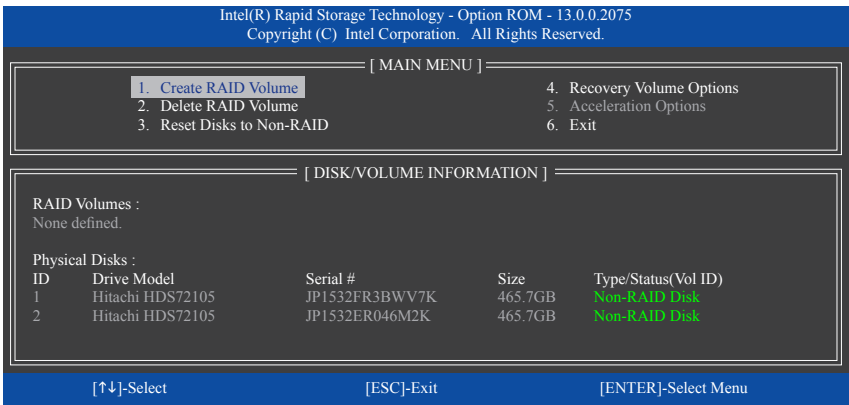 Intel(R) Rapid Storage Technology - Option ROM - 13.0.0.2075
Copyright (C) Intel Corporation. All Rights Reserved.
[ MAIN MENU ]
1. Create RAID Volume
2. Delete RAID Volume
3. Reset Disks to Non-RAID
4. Recovery Volume Options
5. Acceleration Options
6. Exit
[ DISK/VOLUME INFORMATION ]
RAID Volumes :
None defined.
Physical Disks :
ID Drive Model Serial # Size Type/Status(Vol ID)
1 Hitachi HDS72105 JP1532FR3BWV7K 465.7GB Non-RAID Disk
2 Hitachi HDS72105 JP1532ER046M2K 465.7GB Non-RAID Disk
[↑↓]-Select [ESC]-Exit [ENTER]-Select Menu